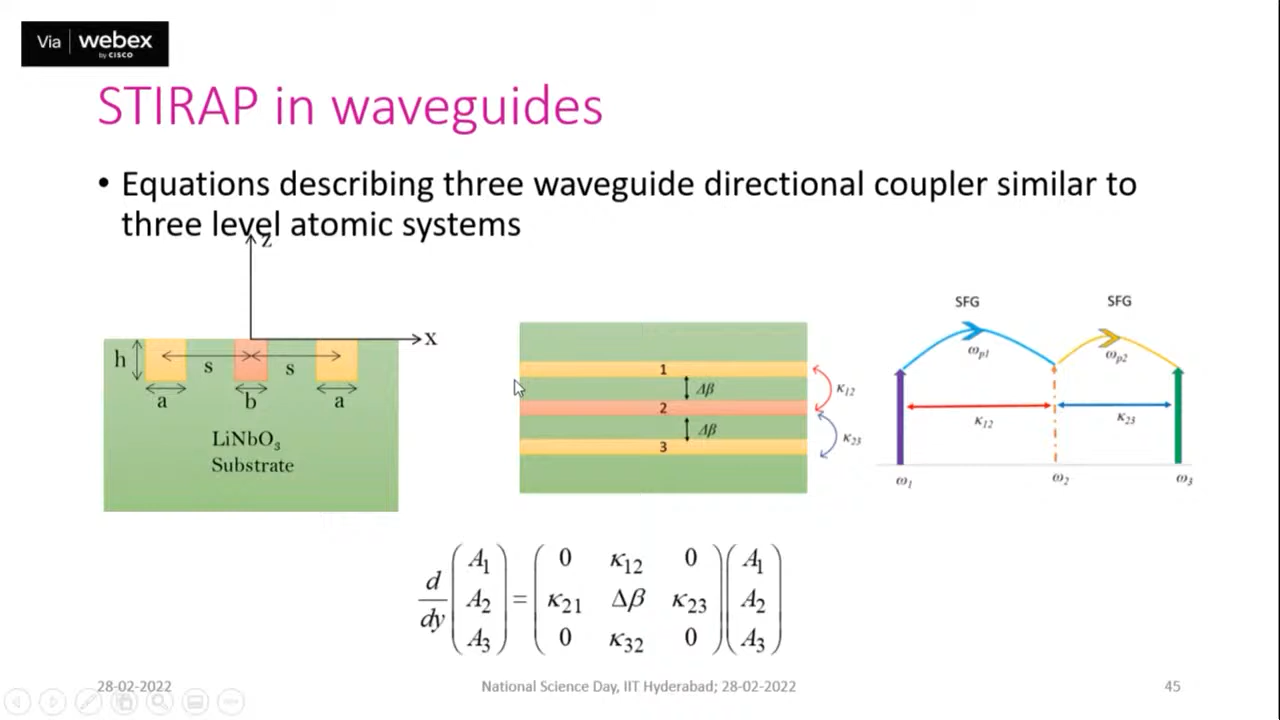 Via webex
by CISCO
STIRAP in waveguides
• Equations describing three waveguide directional coupler similar to
three level atomic systems
z
x
h
s
s
a
b
a
LiNbO₃
Substrate
1
Δβ
2
Δβ
3
κ₁₂
κ₂₃
SFG
SFG
ωₚ₁
ωₚ₂
κ₁₂
κ₂₃
ω₁
ω₂
ω₃
d/dy (A₁ A₂ A₃) = (0 κ₁₂ 0; κ₂₁ Δβ κ₂₃; 0 κ₃₂ 0) (A₁ A₂ A₃)
28-02-2022
National Science Day, IIT Hyderabad; 28-02-2022
45